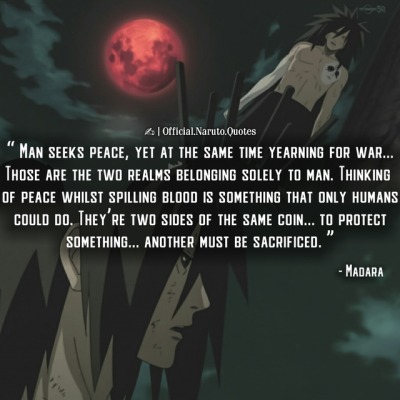 ✍ | Official.Naruto.Quotes
“ Man seeks peace, yet at the same time yearning for war...
Those are the two realms belonging solely to man. Thinking
of peace whilst spilling blood is something that only humans
could do. They're two sides of the same coin... to protect
something... another must be sacrificed. ”
- Madara